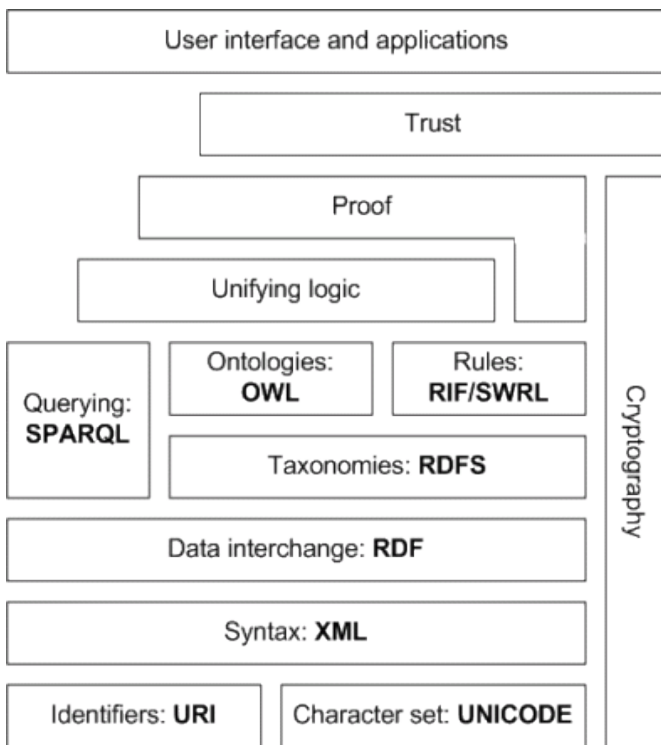 User interface and applications
Trust
Proof
Unifying logic
Querying:
SPARQL
Ontologies:
OWL
Rules:
RIF/SWRL
Taxonomies: RDFS
Cryptography
Data interchange: RDF
Syntax: XML
Identifiers: URI
Character set: UNICODE